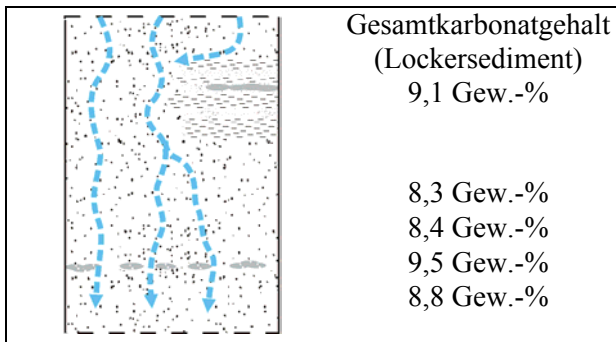 Gesamtkarbonatgehalt
(Lockersediment)
9,1 Gew.-%
8,3 Gew.-%
8,4 Gew.-%
9,5 Gew.-%
8,8 Gew.-%